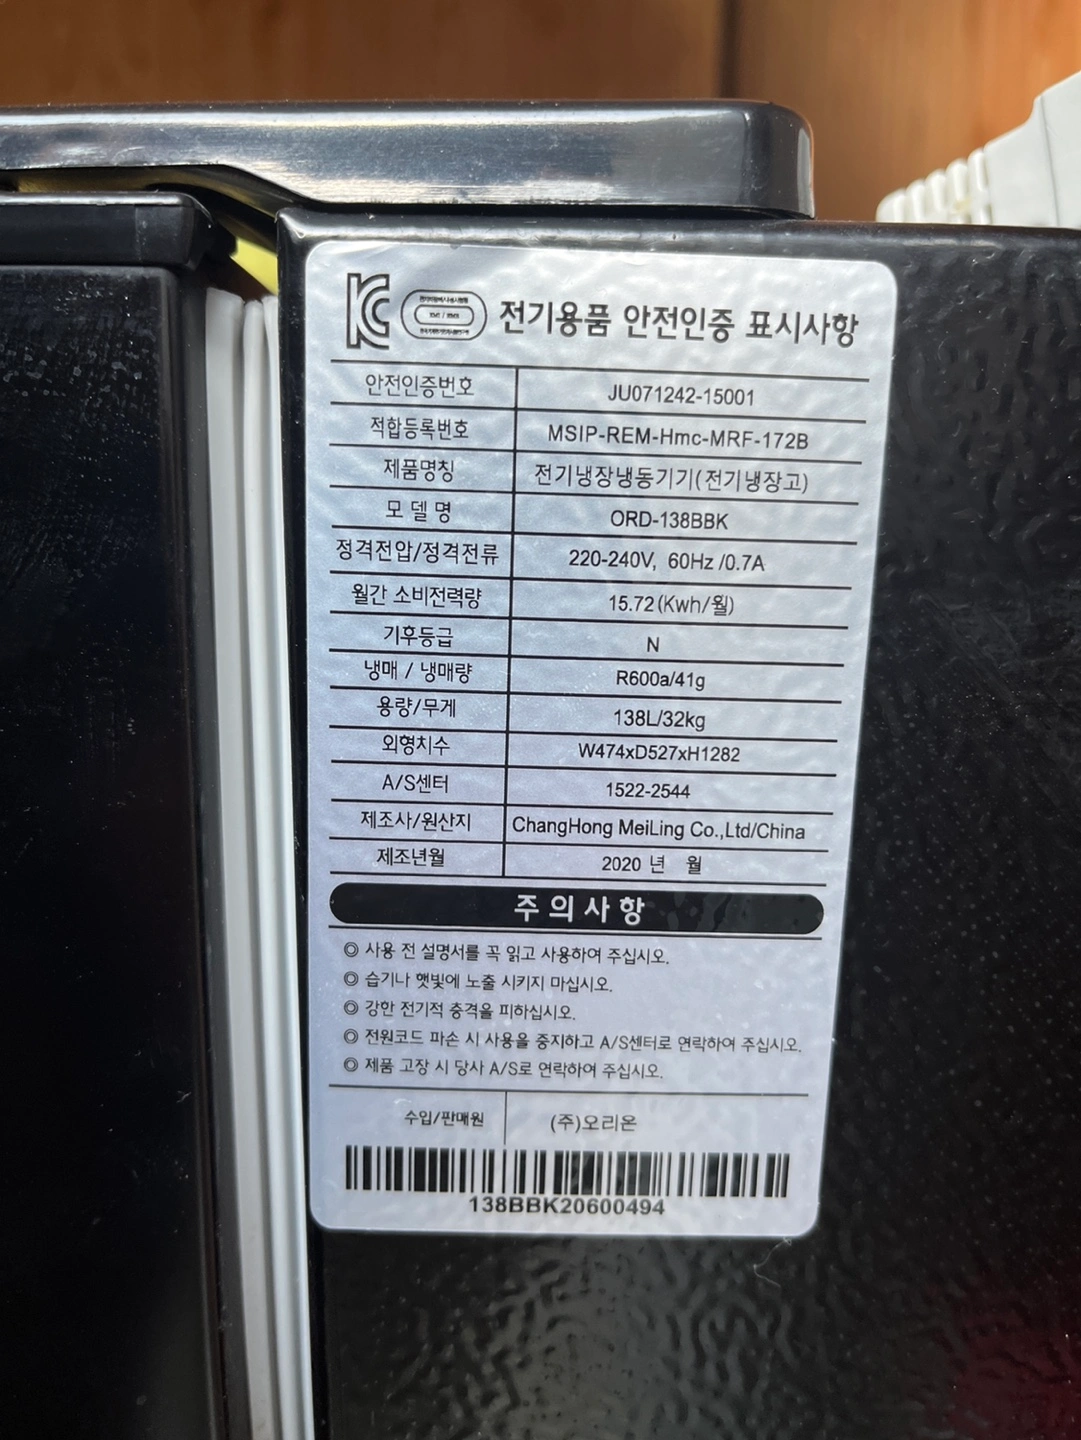 전기용품 안전인증 표시사항
안전인증번호 JU071242-15001
적합등록번호 MSIP-REM-Hmc-MRF-172B
제품명칭 전기냉장냉동기기(전기냉장고)
모 델 명 ORD-138BBK
정격전압/정격전류 220-240V, 60Hz /0.7A
월간 소비전력량 15.72(Kwh/월)
기후등급 N
냉매 / 냉매량 R600a/41g
용량/무게 138L/32kg
외형치수 W474xD527xH1282
A/S센터 1522-2544
제조사/원산지 ChangHong MeiLing Co.,Ltd/China
제조년월 2020 년 월
주의사항
◎ 사용 전 설명서를 꼭 읽고 사용하여 주십시오.
◎ 습기나 햇빛에 노출 시키지 마십시오.
◎ 강한 전기적 충격을 피하십시오.
◎ 전원코드 파손 시 사용을 중지하고 A/S센터로 연락하여 주십시오.
◎ 제품 고장 시 당사 A/S로 연락하여 주십시오.
수입/판매원 (주)오리온
138BBK20600494